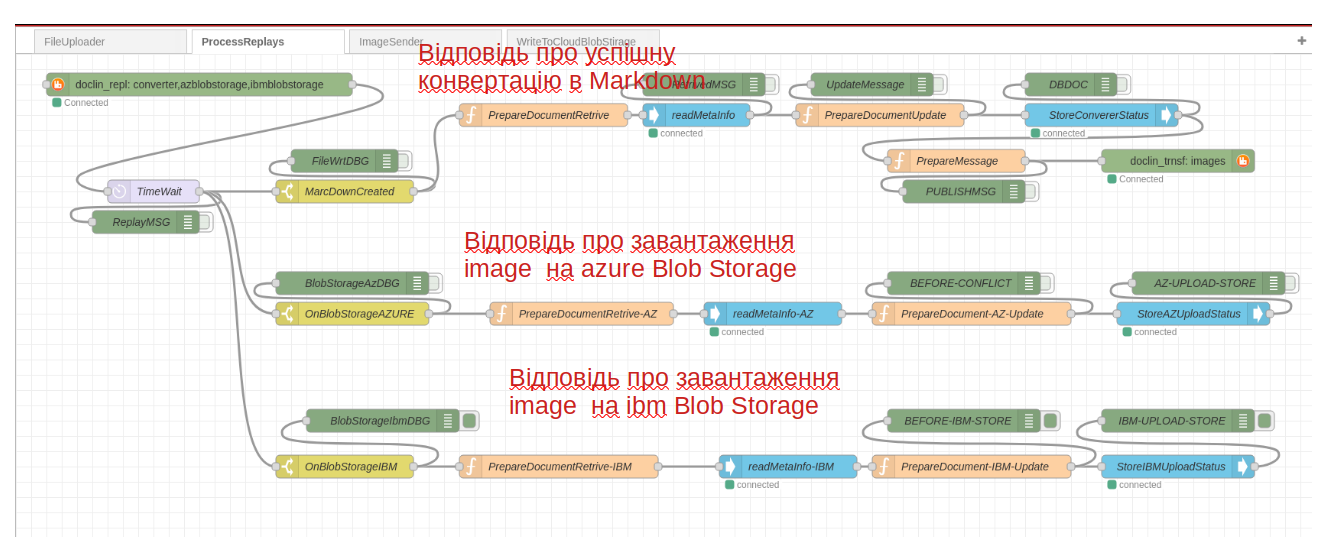 FileUploader ProcessReplays ImageSender WriteToCloudBlobStirage
Відповідь про успішну
конвертацію в Markdown
doclin_repl: converter,azblobstorage,ibmblobstorage
Connected
RetrivedMSG UpdateMessage DBDOC
PrepareDocumentRetrive readMetaInfo PrepareDocumentUpdate StoreConvererStatus
connected connected
FileWrtDBG PrepareMessage doclin_trnsf: images
Connected
TimeWait MarcDownCreated PUBLISHMSG
ReplayMSG
Відповідь про завантаження
image на azure Blob Storage
BlobStorageAzDBG BEFORE-CONFLICT AZ-UPLOAD-STORE
OnBlobStorageAZURE PrepareDocumentRetrive-AZ readMetaInfo-AZ PrepareDocument-AZ-Update StoreAZUploadStatus
connected connected
Відповідь про завантаження
image на ibm Blob Storage
BlobStorageIbmDBG BEFORE-IBM-STORE IBM-UPLOAD-STORE
OnBlobStorageIBM PrepareDocumentRetrive-IBM readMetaInfo-IBM PrepareDocument-IBM-Update StoreIBMUploadStatus
connected connected